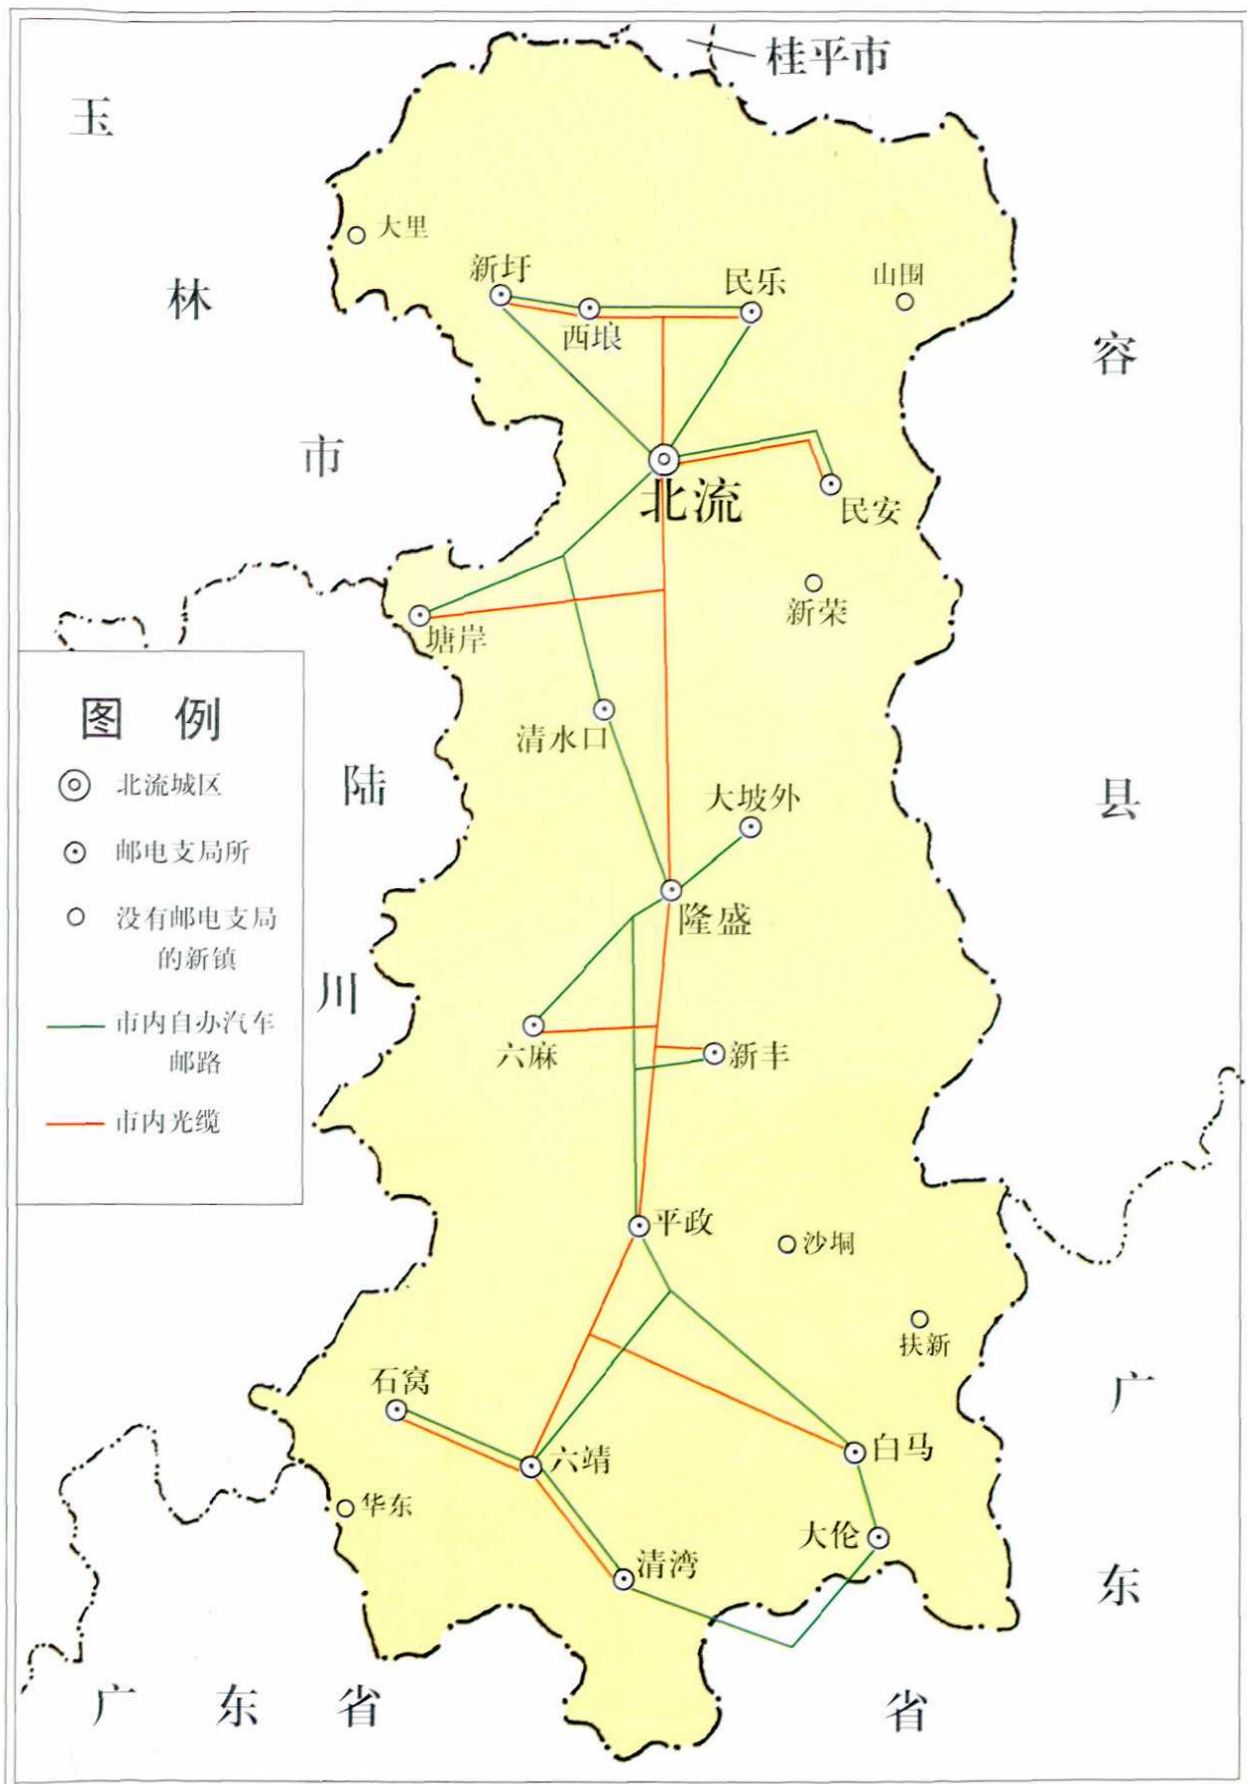 桂平市
玉
林
市
大里
新圩
西埌
民乐
山围
容
县
北流
民安
新荣
塘岸
清水口
大坡外
隆盛
陆
川
六麻
新丰
平政
沙垌
扶新
石窝
六靖
白马
华东
大伦
清湾
广
东
省
广东省
图例
北流城区
邮电支局所
没有邮电支局
的新镇
市内自办汽车
邮路
市内光缆